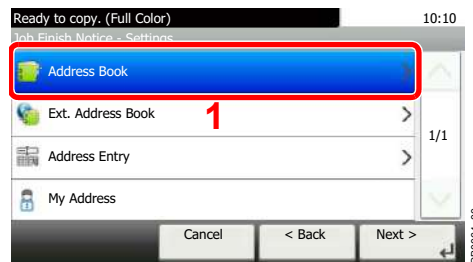 Ready to copy. (Full Color) 10:10
Job Finish Notice - Settings
Address Book
Ext. Address Book
1
1/1
Address Entry
My Address
Cancel < Back Next >